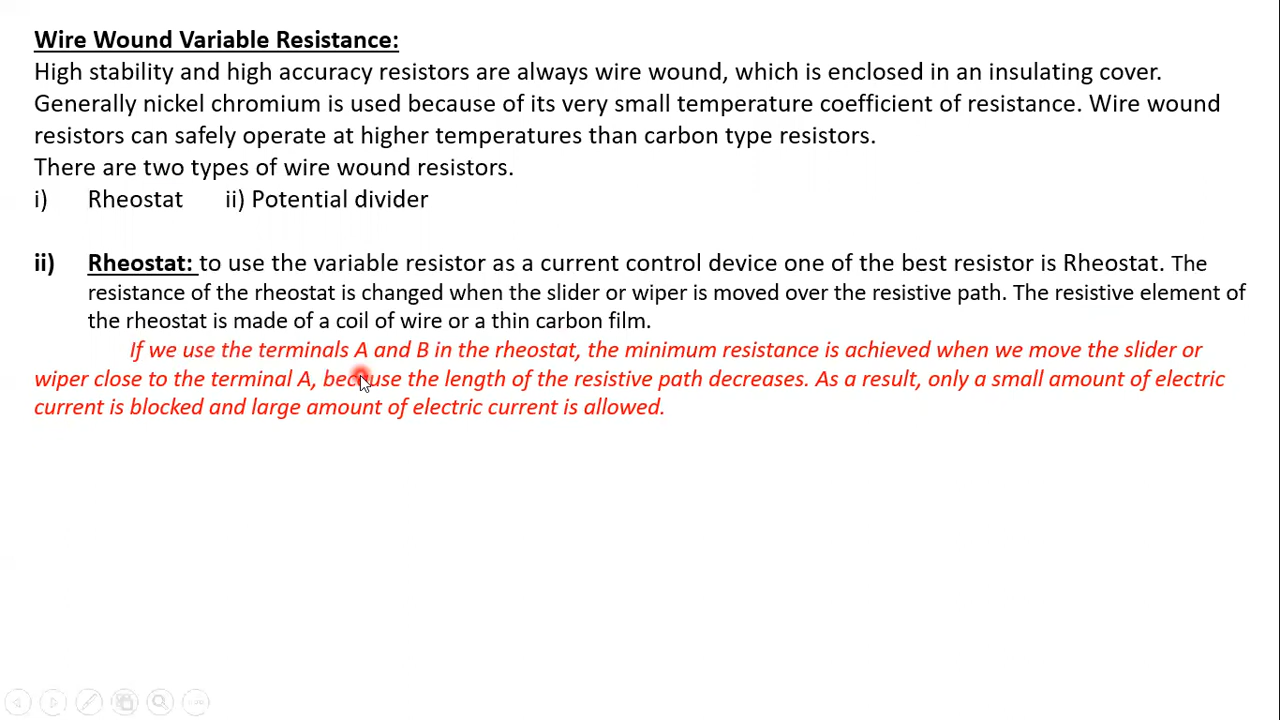 Wire Wound Variable Resistance:
High stability and high accuracy resistors are always wire wound, which is enclosed in an insulating cover.
Generally nickel chromium is used because of its very small temperature coefficient of resistance. Wire wound
resistors can safely operate at higher temperatures than carbon type resistors.
There are two types of wire wound resistors.
i) Rheostat ii) Potential divider
ii) Rheostat: to use the variable resistor as a current control device one of the best resistor is Rheostat. The
resistance of the rheostat is changed when the slider or wiper is moved over the resistive path. The resistive element of
the rheostat is made of a coil of wire or a thin carbon film.
If we use the terminals A and B in the rheostat, the minimum resistance is achieved when we move the slider or
wiper close to the terminal A, because the length of the resistive path decreases. As a result, only a small amount of electric
current is blocked and large amount of electric current is allowed.